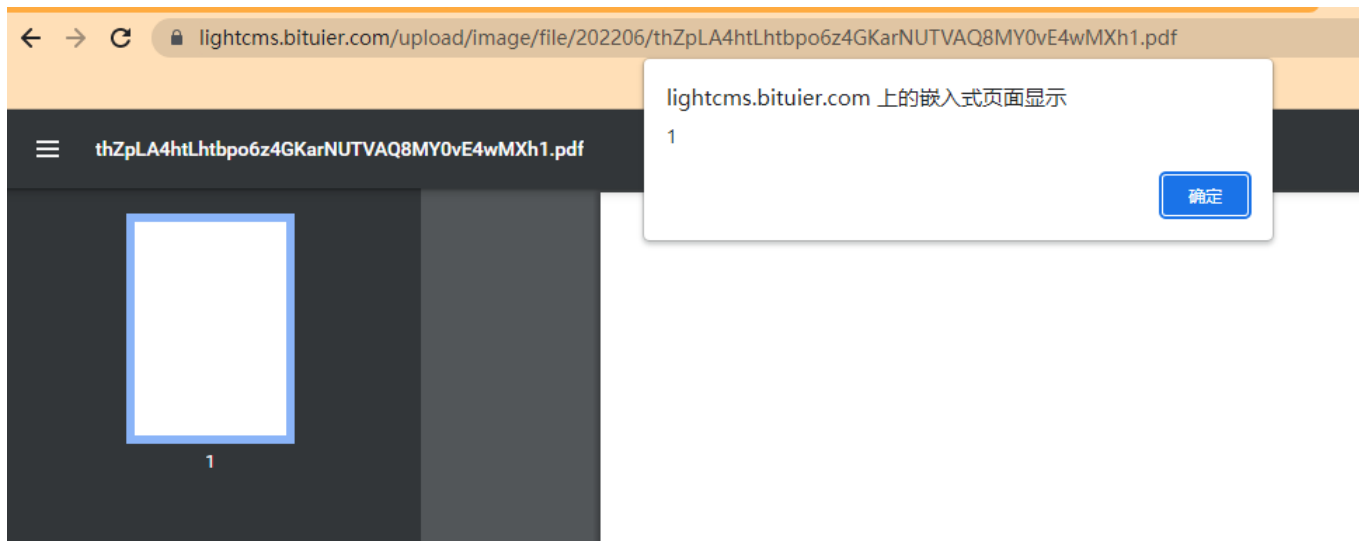 lightcms.bituier.com/upload/image/file/202206/thZpLA4htLhtbpo6z4GKarNUTVAQ8MY0vE4wMXh1.pdf
lightcms.bituier.com 上的嵌入式页面显示
1
确定
thZpLA4htLhtbpo6z4GKarNUTVAQ8MY0vE4wMXh1.pdf
1